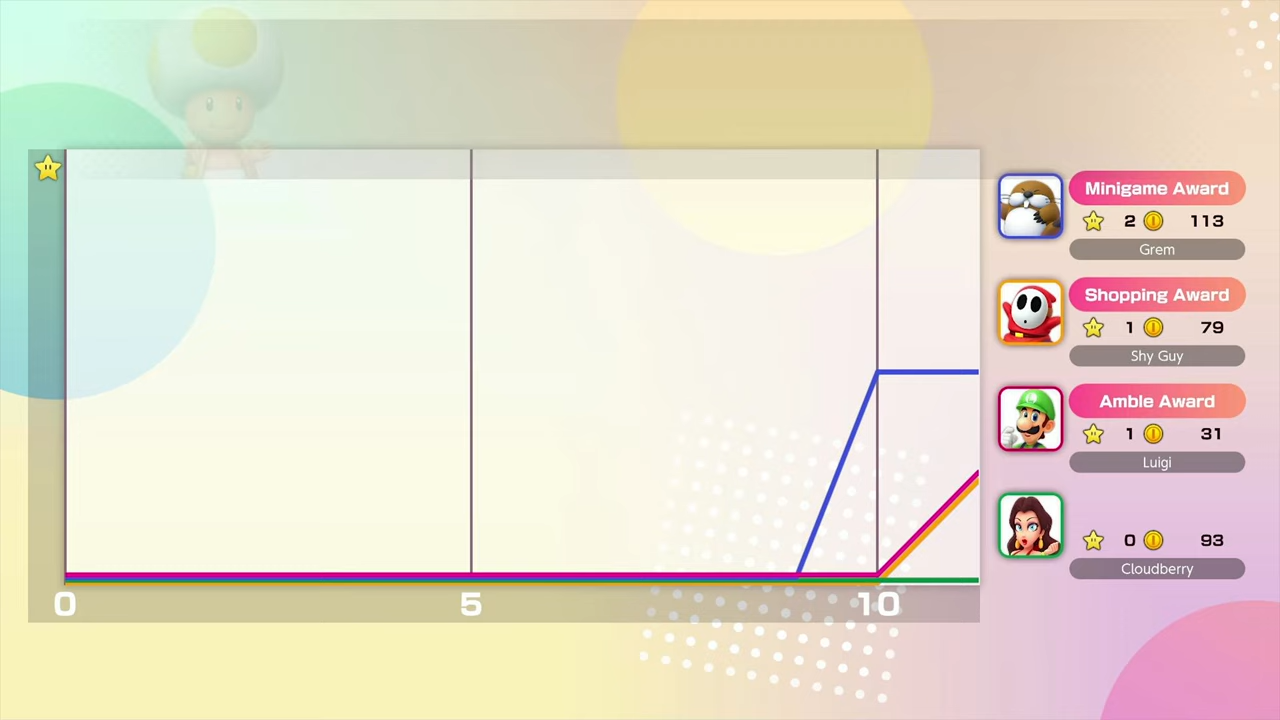 Minigame Award
2 113
Grem
Shopping Award
1 79
Shy Guy
Amble Award
1 31
Luigi
0 93
Cloudberry
0 5 10